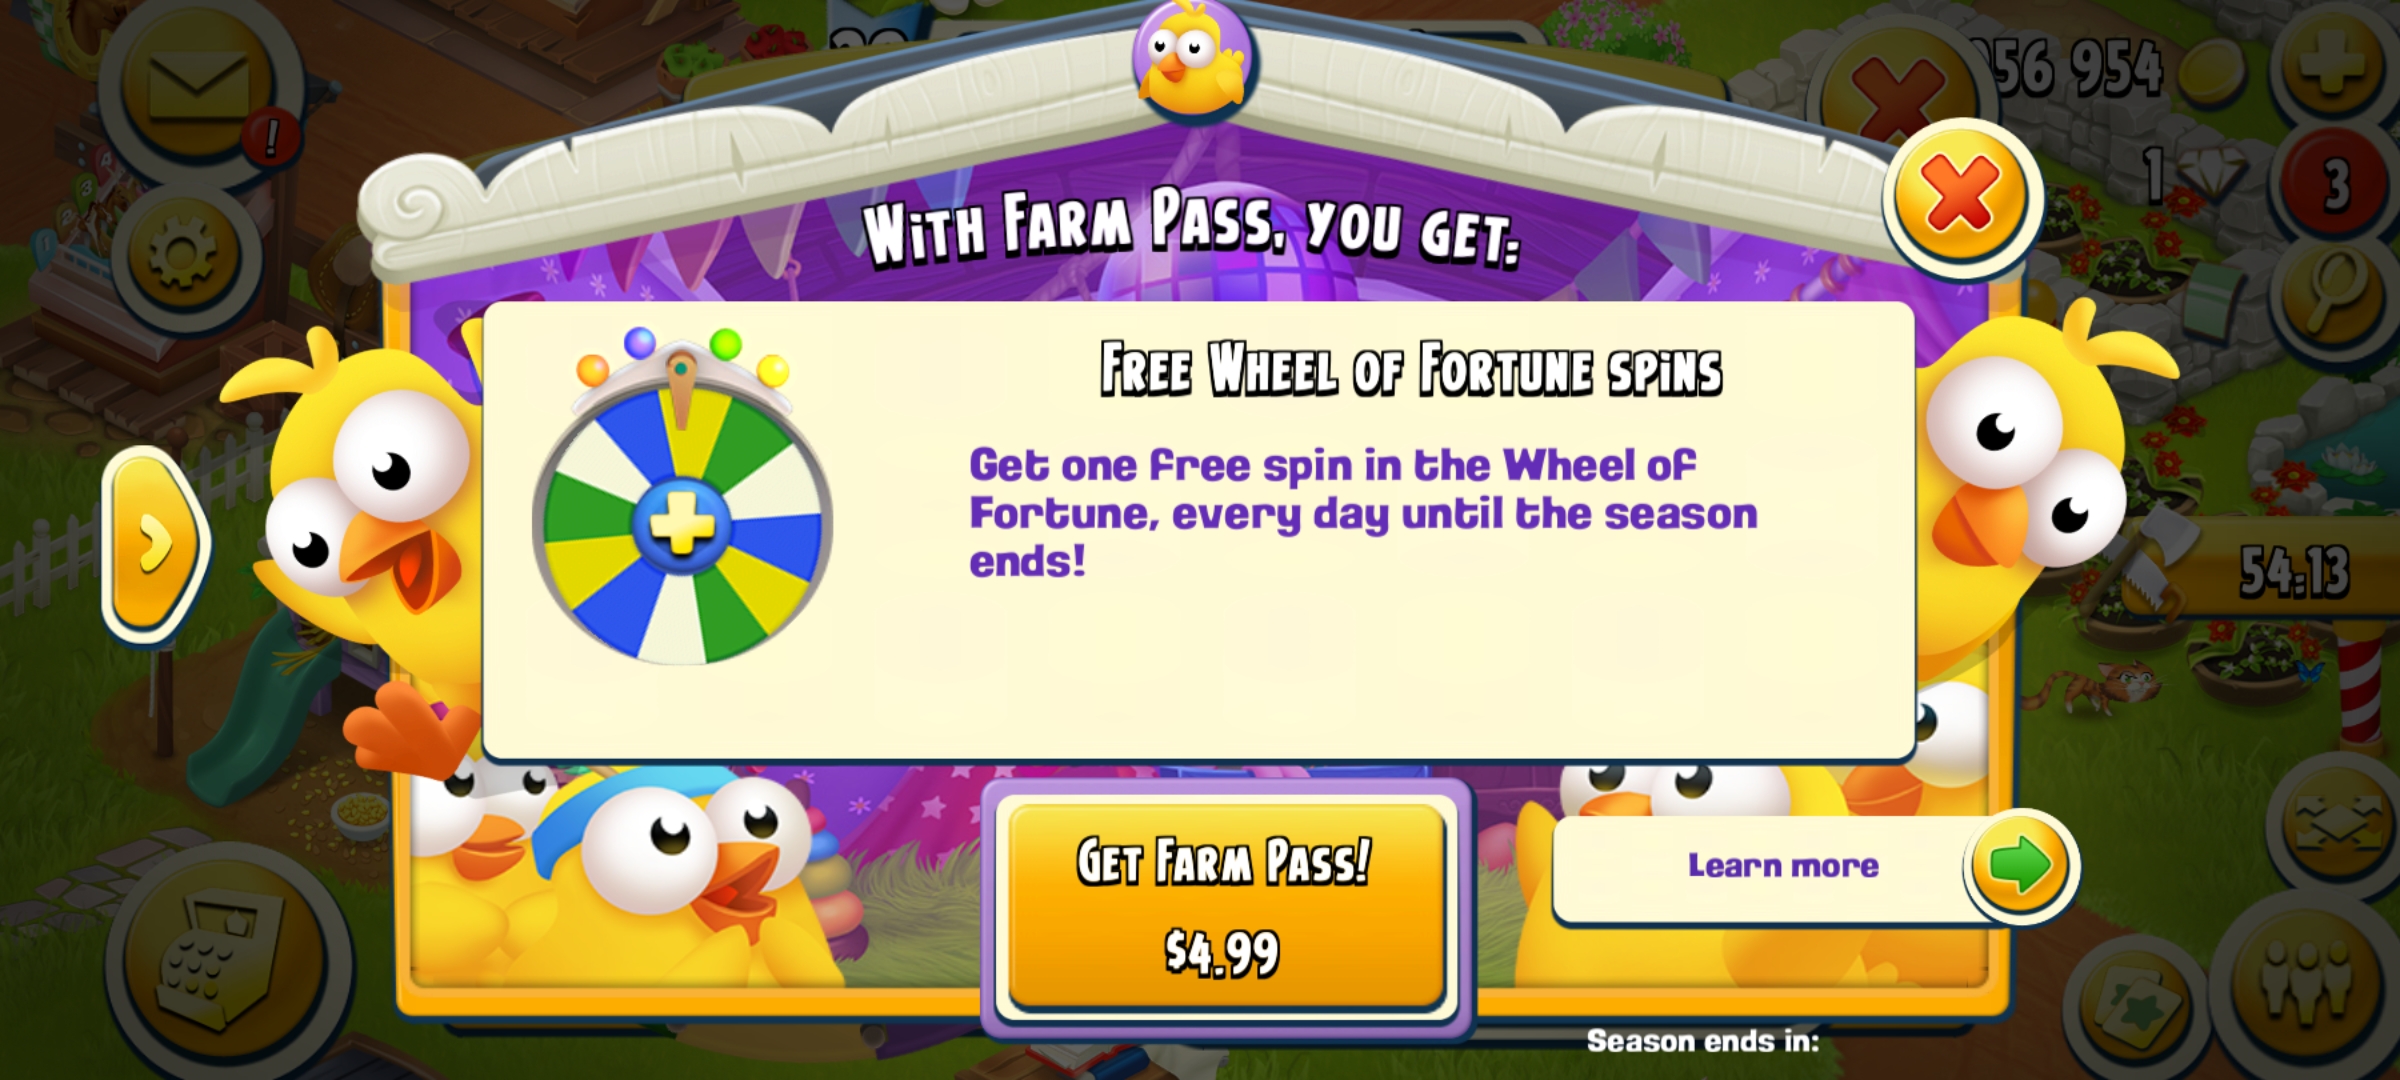 56 954
1
3
With Farm Pass, you get:
Free Wheel of Fortune spins
Get one free spin in the Wheel of
Fortune, every day until the season
ends!
54:13
Get Farm Pass!
$4.99
Learn more
Season ends in: